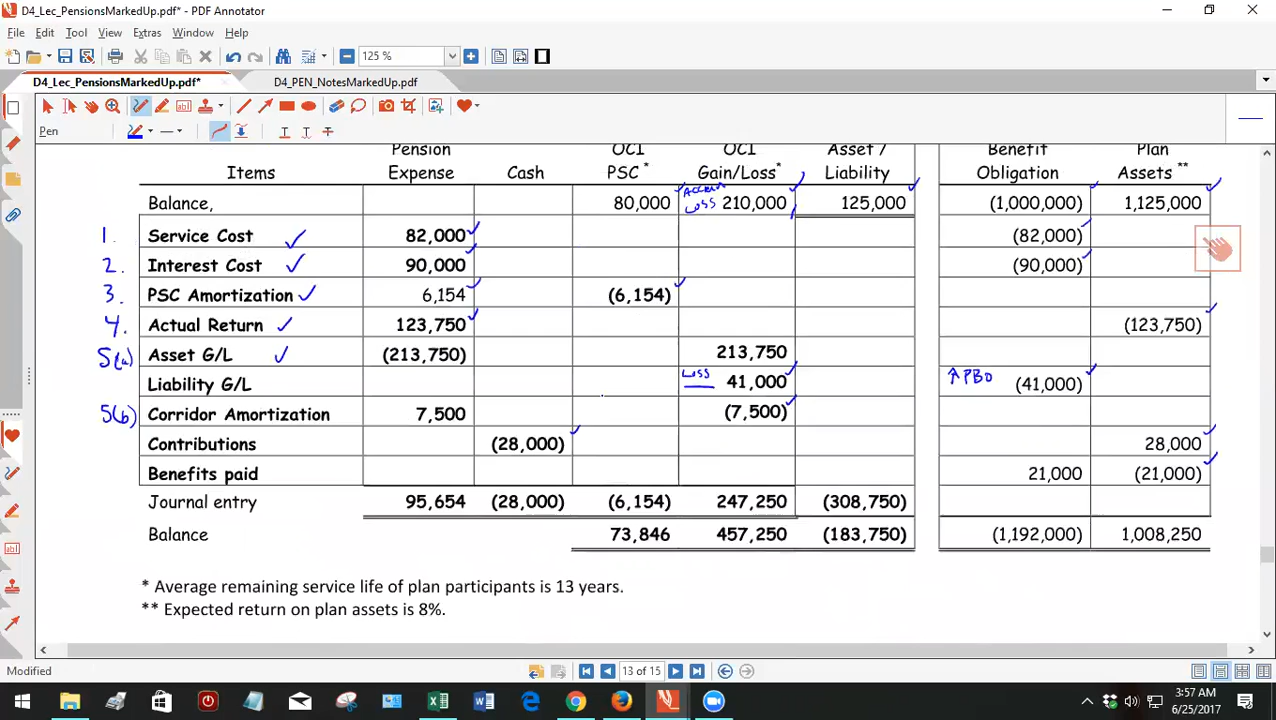 D4_Lec_PensionsMarkedUp.pdf* - PDF Annotator
File Edit Tool View Extras Window Help
125 %
D4_Lec_PensionsMarkedUp.pdf* D4_PEN_NotesMarkedUp.pdf
Pen
Pension OCI OCI Asset / Benefit Plan
Items Expense Cash PSC * Gain/Loss * Liability Obligation Assets **
Balance, 80,000 Loss 210,000 125,000 (1,000,000) 1,125,000
1. Service Cost 82,000 (82,000)
2. Interest Cost 90,000 (90,000)
3. PSC Amortization 6,154 (6,154)
4. Actual Return 123,750 (123,750)
5(a) Asset G/L (213,750) 213,750
Liability G/L Loss 41,000 ↑PBO (41,000)
5(b) Corridor Amortization 7,500 (7,500)
Contributions (28,000) 28,000
Benefits paid 21,000 (21,000)
Journal entry 95,654 (28,000) (6,154) 247,250 (308,750)
Balance 73,846 457,250 (183,750) (1,192,000) 1,008,250
* Average remaining service life of plan participants is 13 years.
** Expected return on plan assets is 8%.
Modified 13 of 15
3:57 AM
6/25/2017